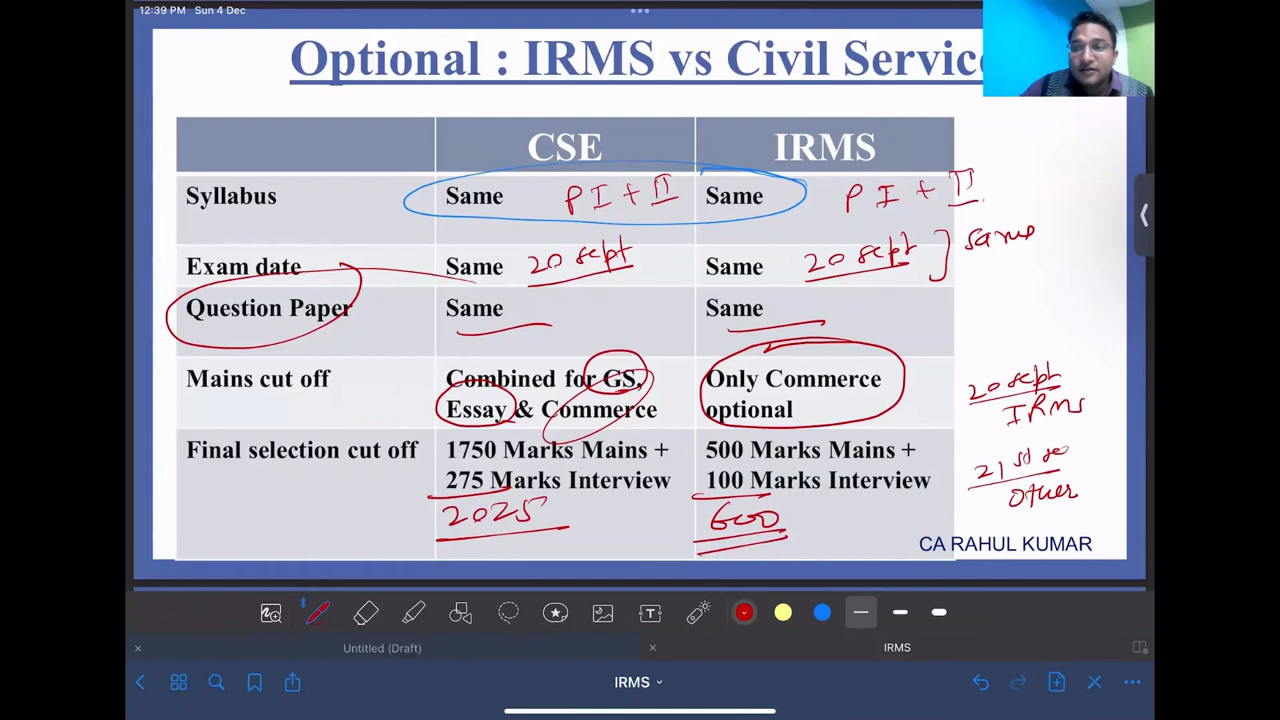 12:39 PM Sun 4 Dec
Optional : IRMS vs Civil Servic
CSE IRMS
Syllabus Same P I + II Same P I + II
Exam date Same 20 sept Same 20 sept same
Question Paper Same Same
Mains cut off Combined for GS, Only Commerce 20 sept
Essay & Commerce optional IRMS
Final selection cut off 1750 Marks Mains + 500 Marks Mains + 21
275 Marks Interview 100 Marks Interview other
2025 600
CA RAHUL KUMAR
T
Untitled (Draft) IRMS
IRMS